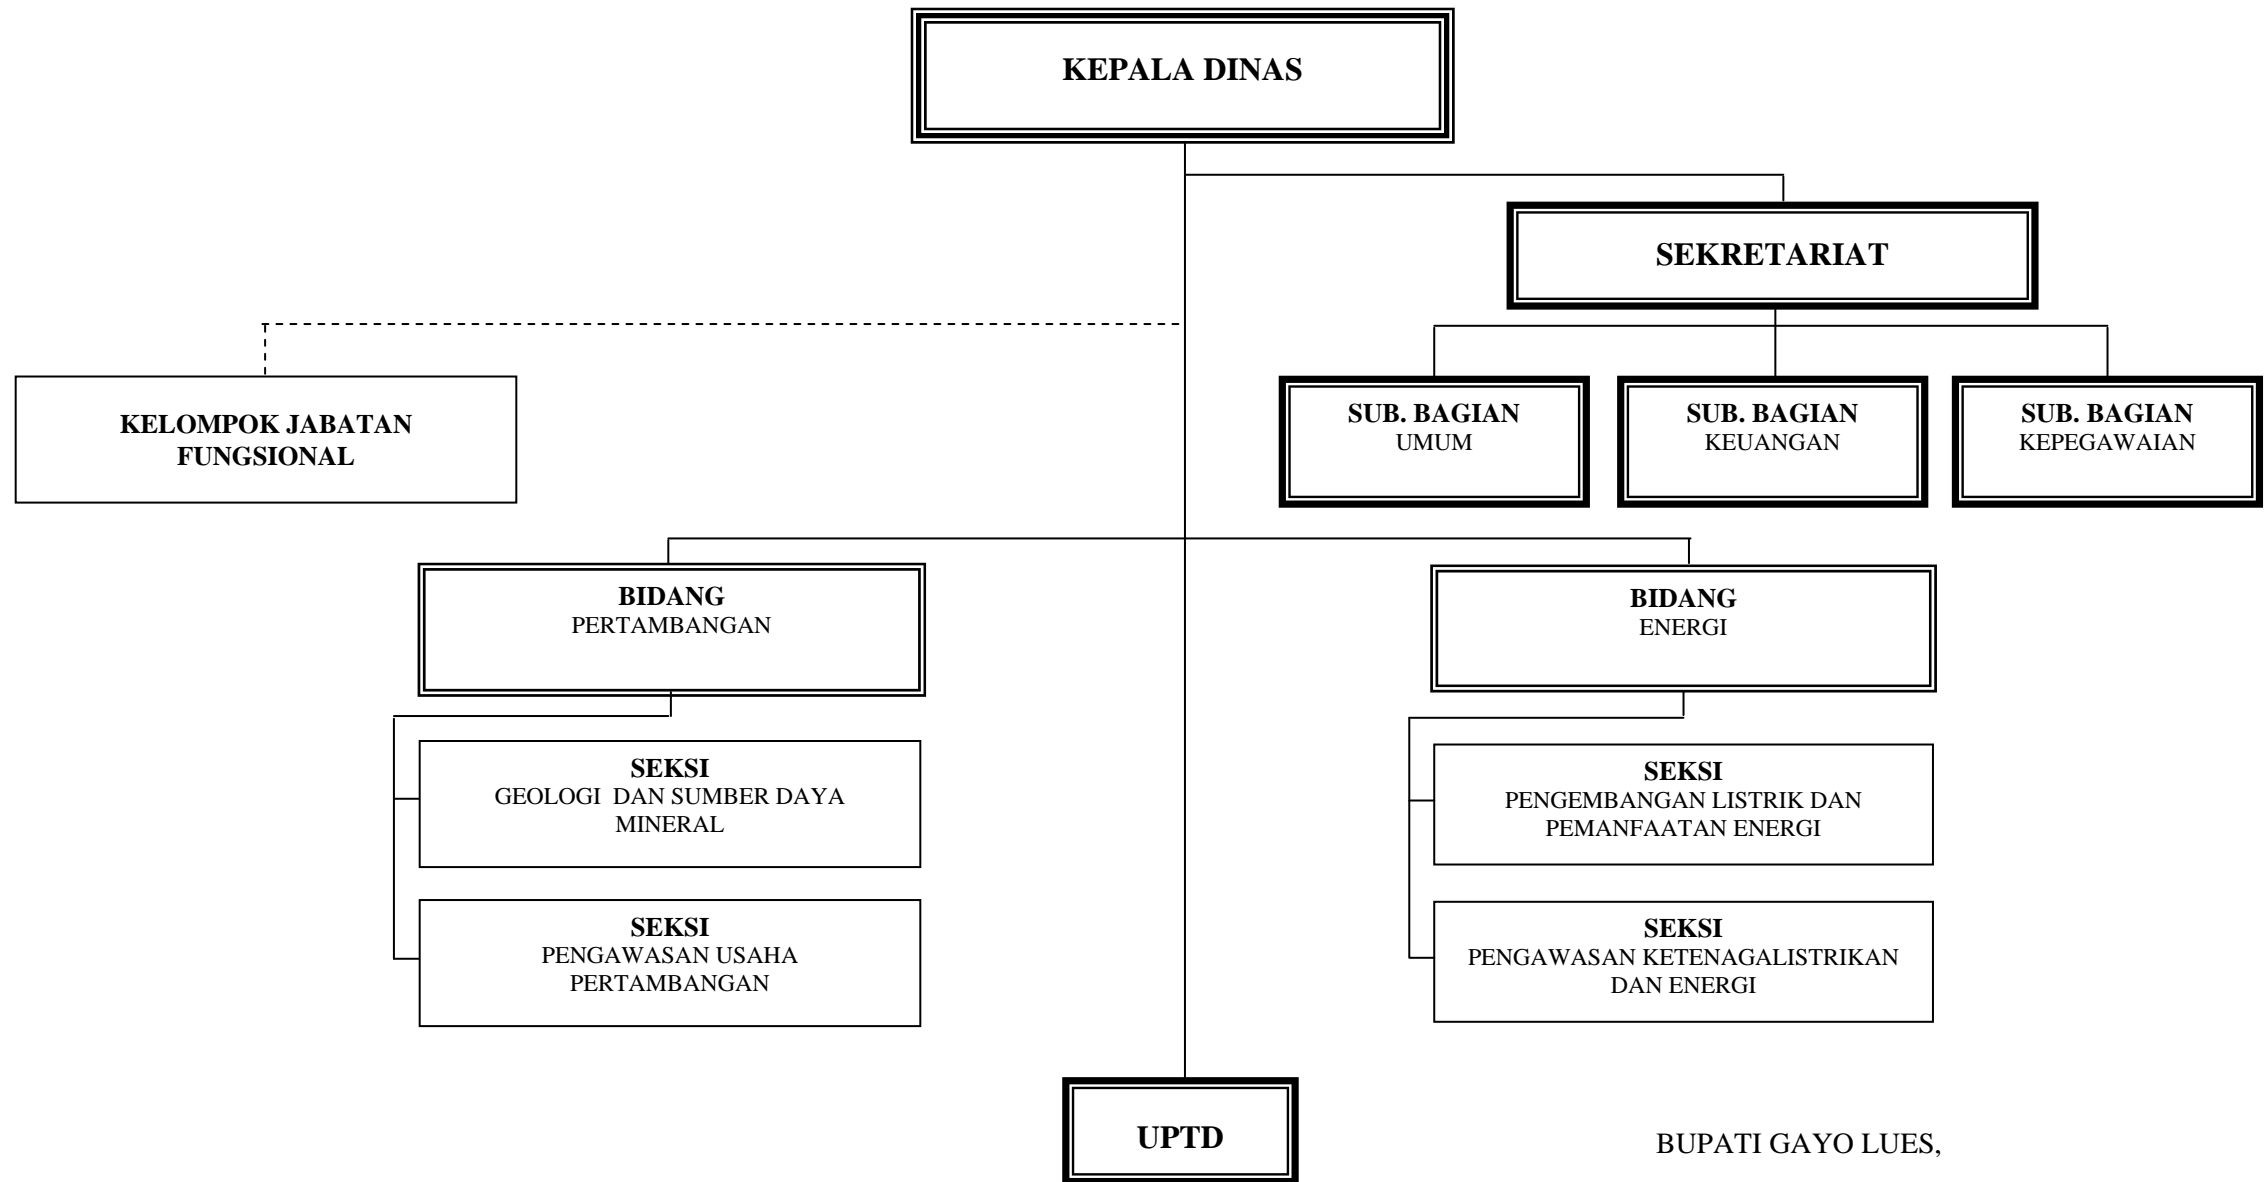 KEPALA DINAS
SEKRETARIAT
KELOMPOK JABATAN
FUNGSIONAL
SUB. BAGIAN
UMUM
SUB. BAGIAN
KEUANGAN
SUB. BAGIAN
KEPEGAWAIAN
BIDANG
PERTAMBANGAN
BIDANG
ENERGI
SEKSI
GEOLOGI DAN SUMBER DAYA
MINERAL
SEKSI
PENGEMBANGAN LISTRIK DAN
PEMANFAATAN ENERGI
SEKSI
PENGAWASAN USAHA
PERTAMBANGAN
SEKSI
PENGAWASAN KETENAGALISTRIKAN
DAN ENERGI
UPTD
BUPATI GAYO LUES,